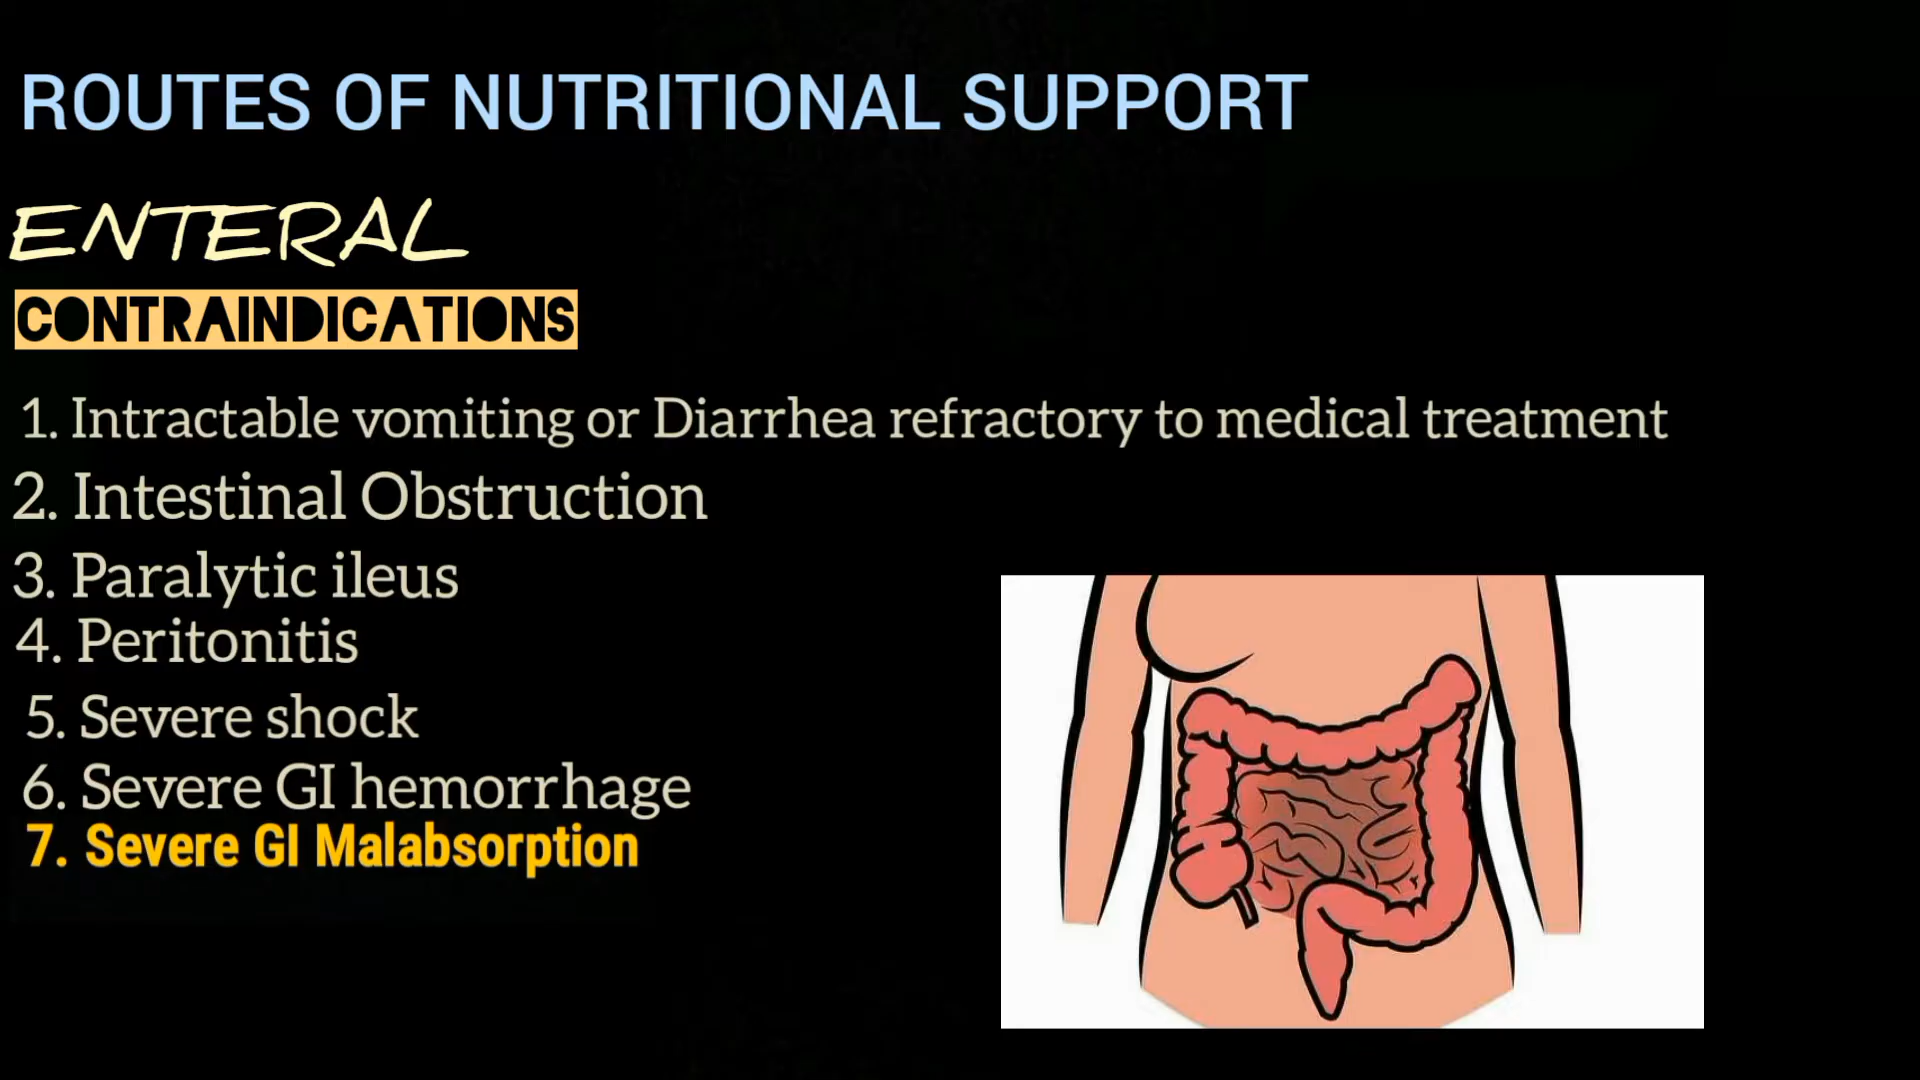 ROUTES OF NUTRITIONAL SUPPORT
ENTERAL
CONTRAINDICATIONS
1. Intractable vomiting or Diarrhea refractory to medical treatment
2. Intestinal Obstruction
3. Paralytic ileus
4. Peritonitis
5. Severe shock
6. Severe GI hemorrhage
7. Severe GI Malabsorption